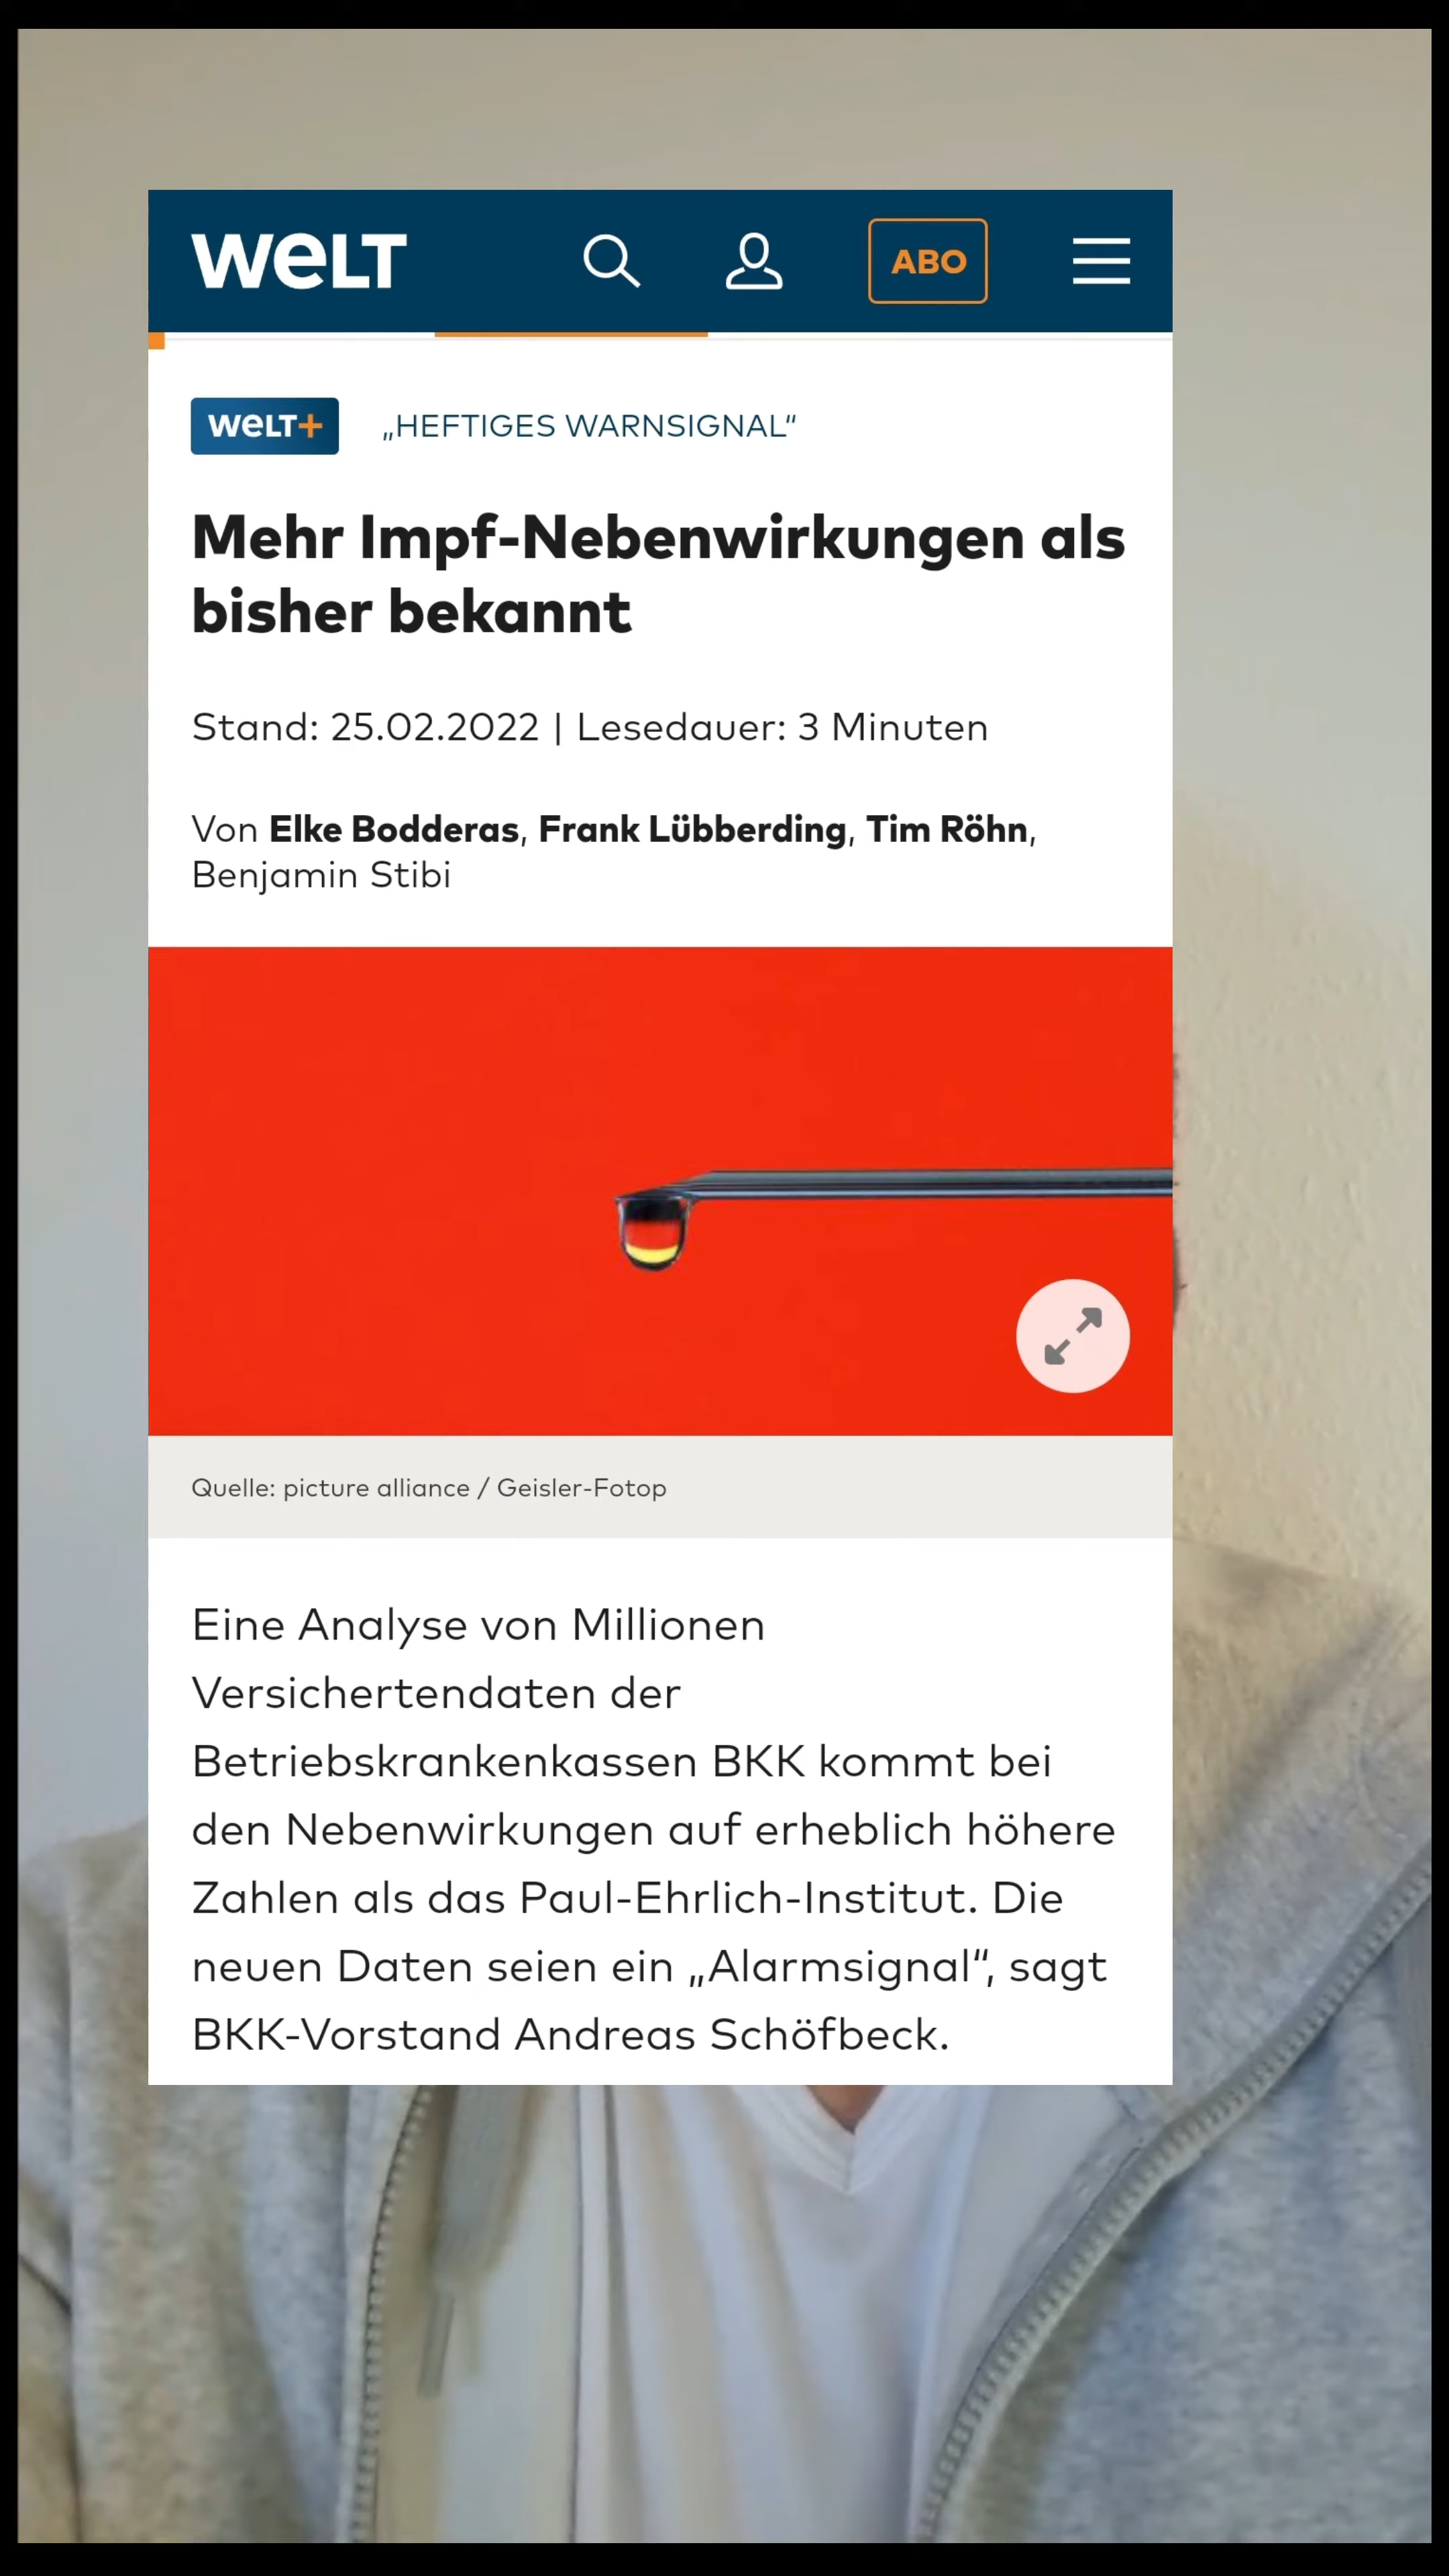 WELT
ABO
WELT+ „HEFTIGES WARNSIGNAL“
Mehr Impf-Nebenwirkungen als
bisher bekannt
Stand: 25.02.2022 | Lesedauer: 3 Minuten
Von Elke Bodderas, Frank Lübberding, Tim Röhn,
Benjamin Stibi
Quelle: picture alliance / Geisler-Fotop
Eine Analyse von Millionen
Versichertendaten der
Betriebskrankenkassen BKK kommt bei
den Nebenwirkungen auf erheblich höhere
Zahlen als das Paul-Ehrlich-Institut. Die
neuen Daten seien ein „Alarmsignal“, sagt
BKK-Vorstand Andreas Schöfbeck.